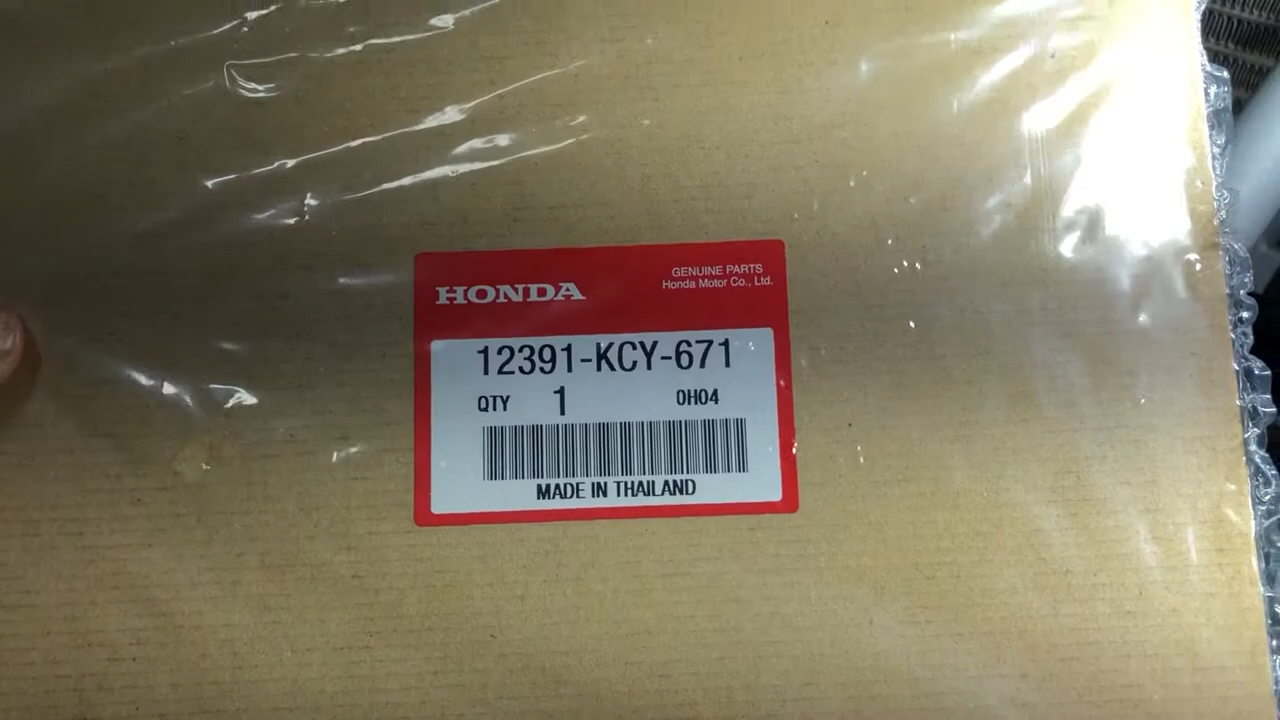 HONDA
GENUINE PARTS
Honda Motor Co., Ltd.
12391-KCY-671
QTY 1 0H04
MADE IN THAILAND